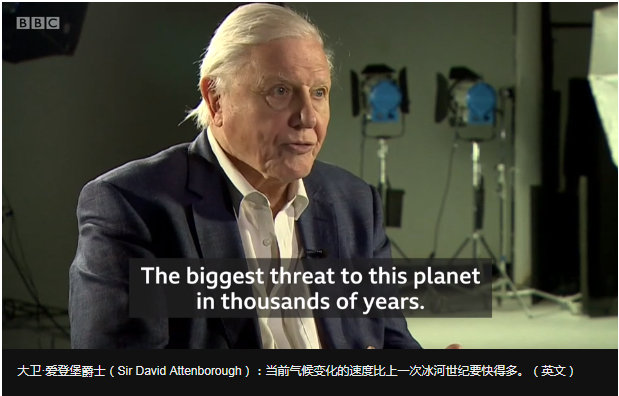 BBC
The biggest threat to this planet
in thousands of years.
大卫·爱登堡爵士（Sir David Attenborough）：当前气候变化的速度比上一次冰河世纪要快得多。（英文）